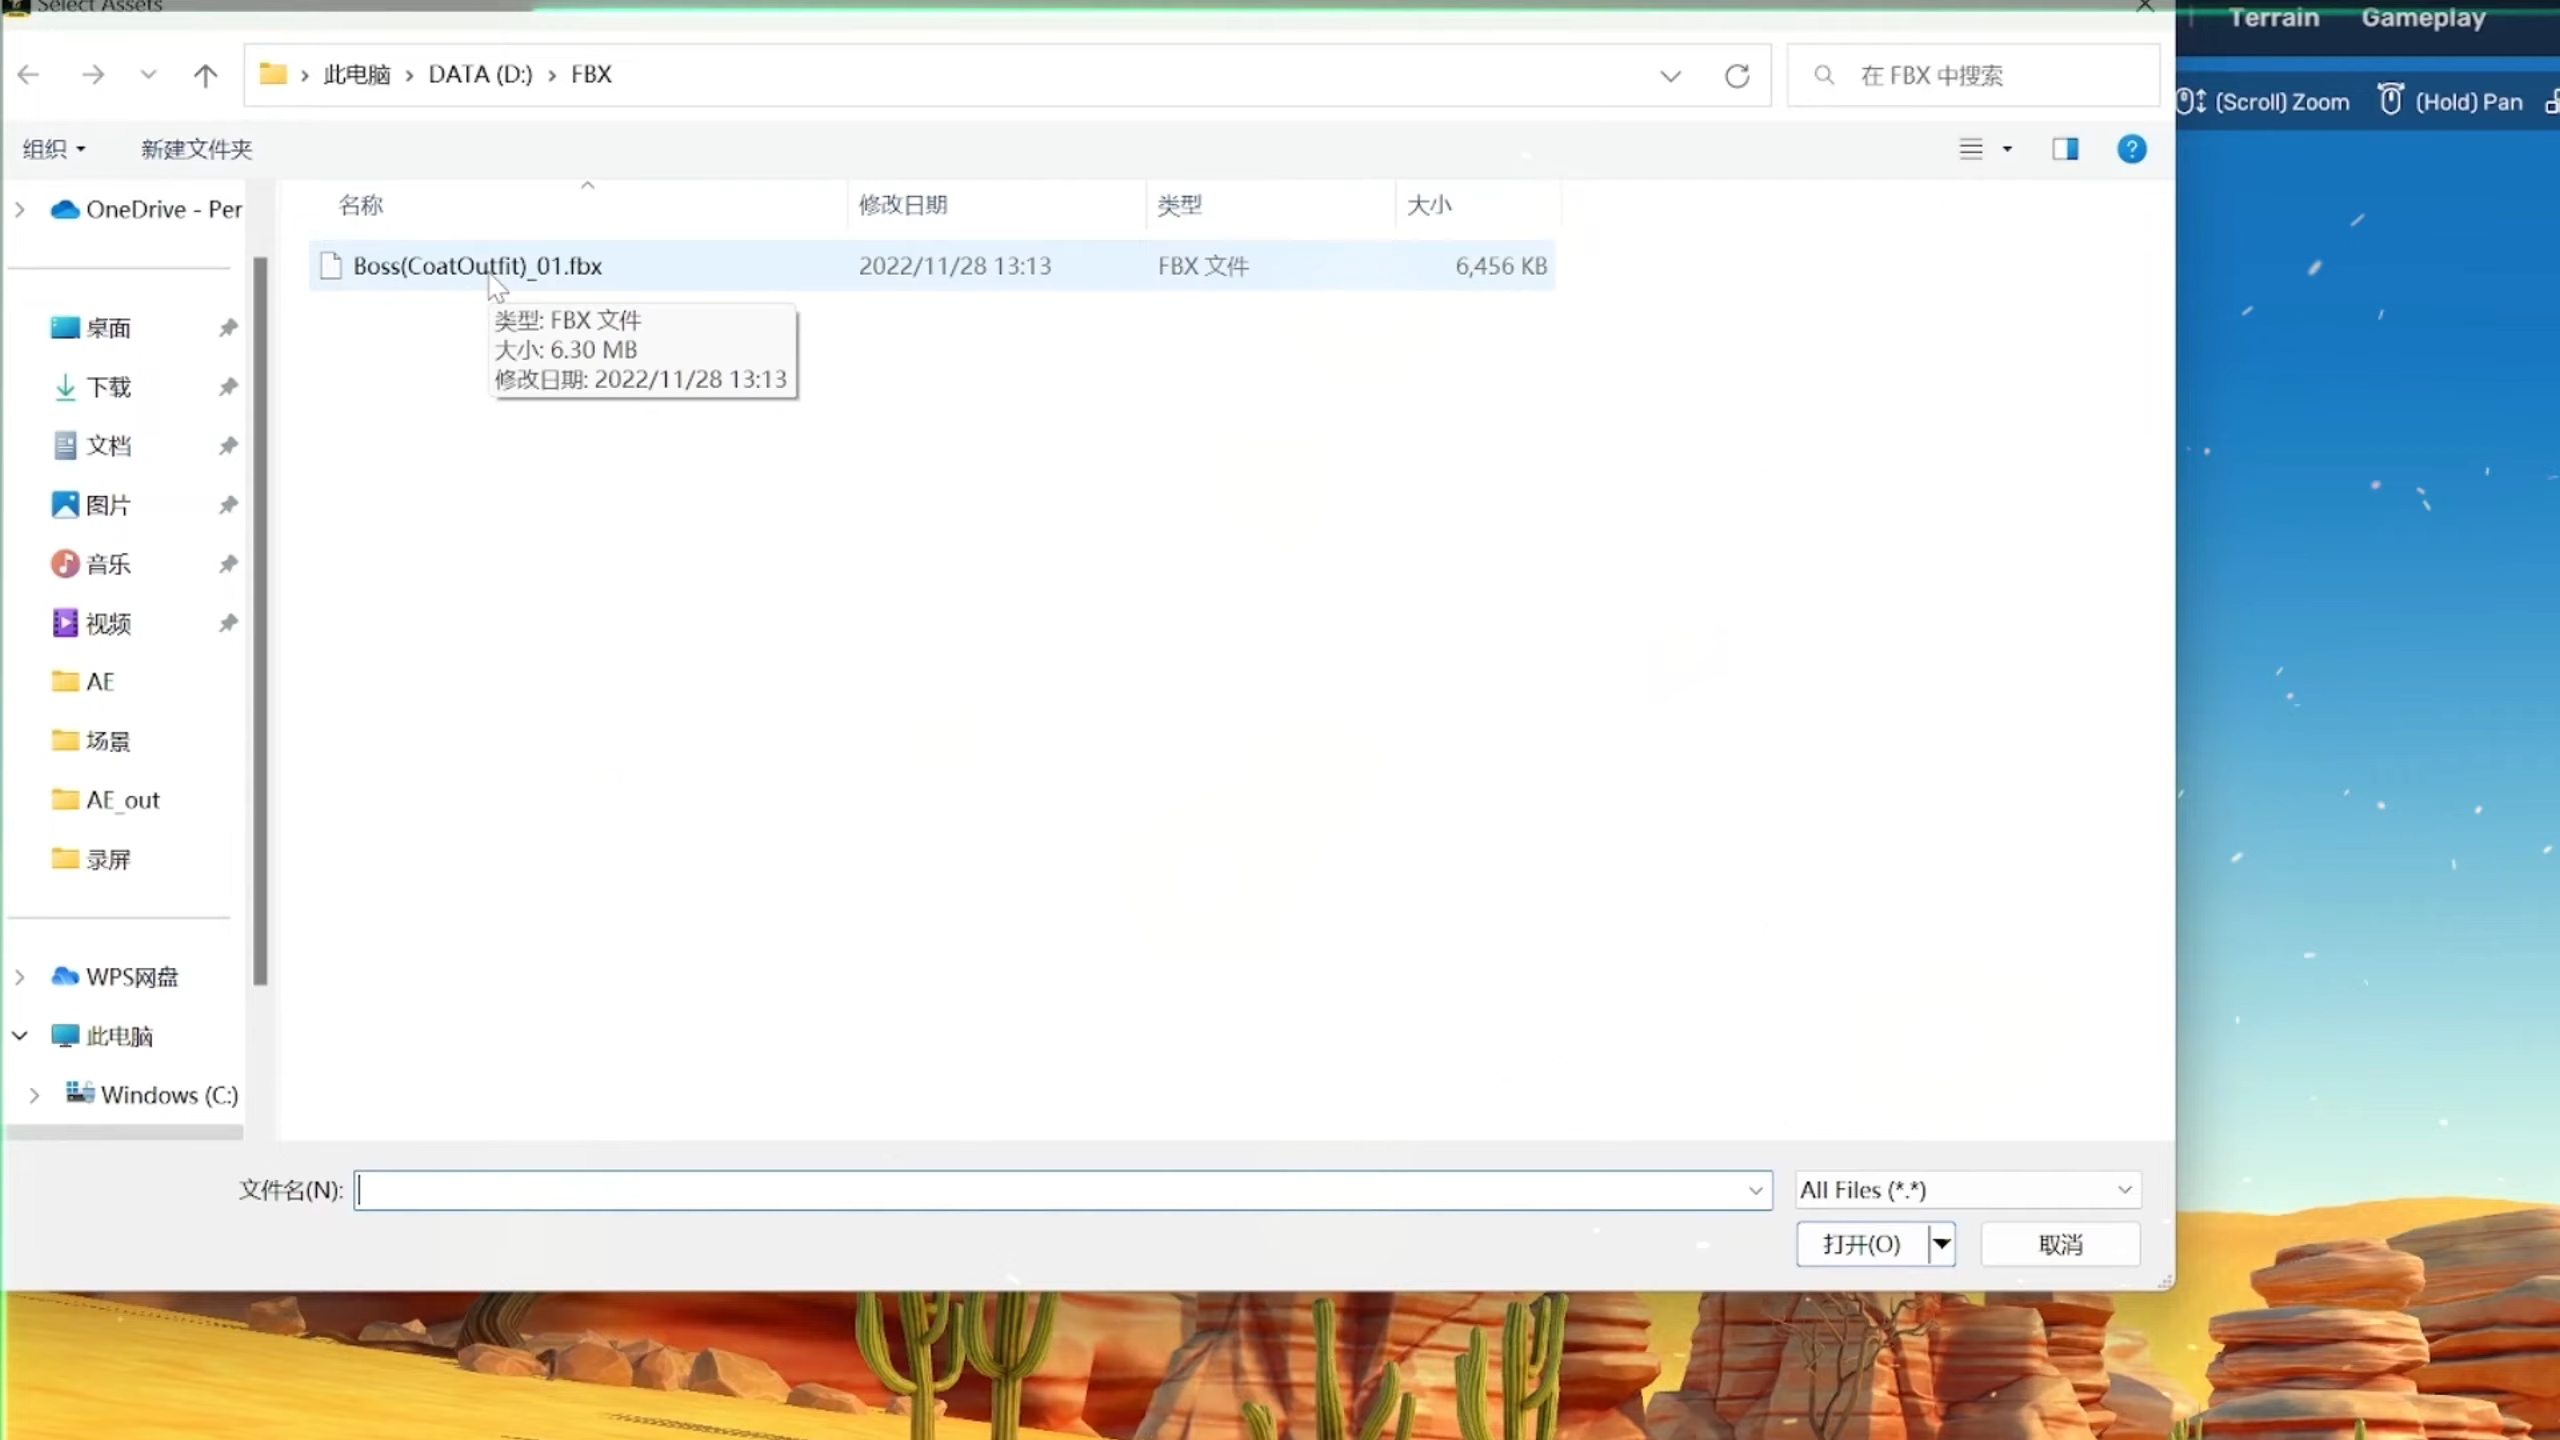 Select Assets
Terrain Gameplay
此电脑 › DATA (D:) › FBX
在 FBX 中搜索
(Scroll) Zoom (Hold) Pan
组织 新建文件夹
OneDrive - Per
名称 修改日期 类型 大小
Boss(CoatOutfit)_01.fbx 2022/11/28 13:13 FBX 文件 6,456 KB
类型: FBX 文件
大小: 6.30 MB
修改日期: 2022/11/28 13:13
桌面
下载
文档
图片
音乐
视频
AE
场景
AE_out
录屏
WPS网盘
此电脑
Windows (C:)
文件名(N): All Files (*.*)
打开(O) 取消